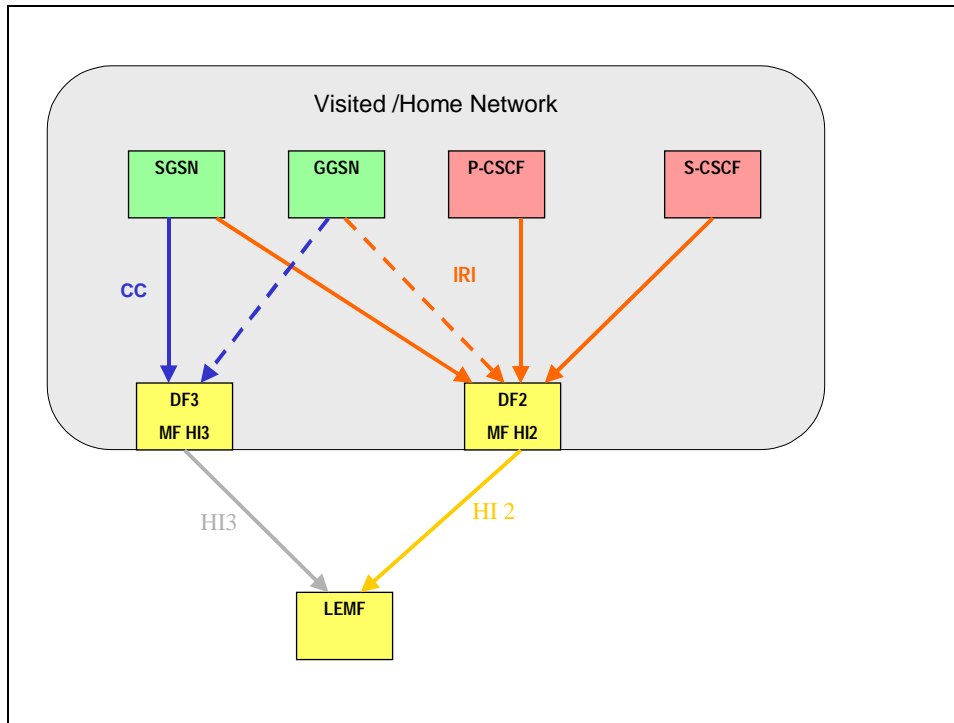 Visited /Home Network
SGSN
GGSN
P-CSCF
S-CSCF
CC
IRI
DF3
MF HI3
DF2
MF HI2
HI3
HI 2
LEMF